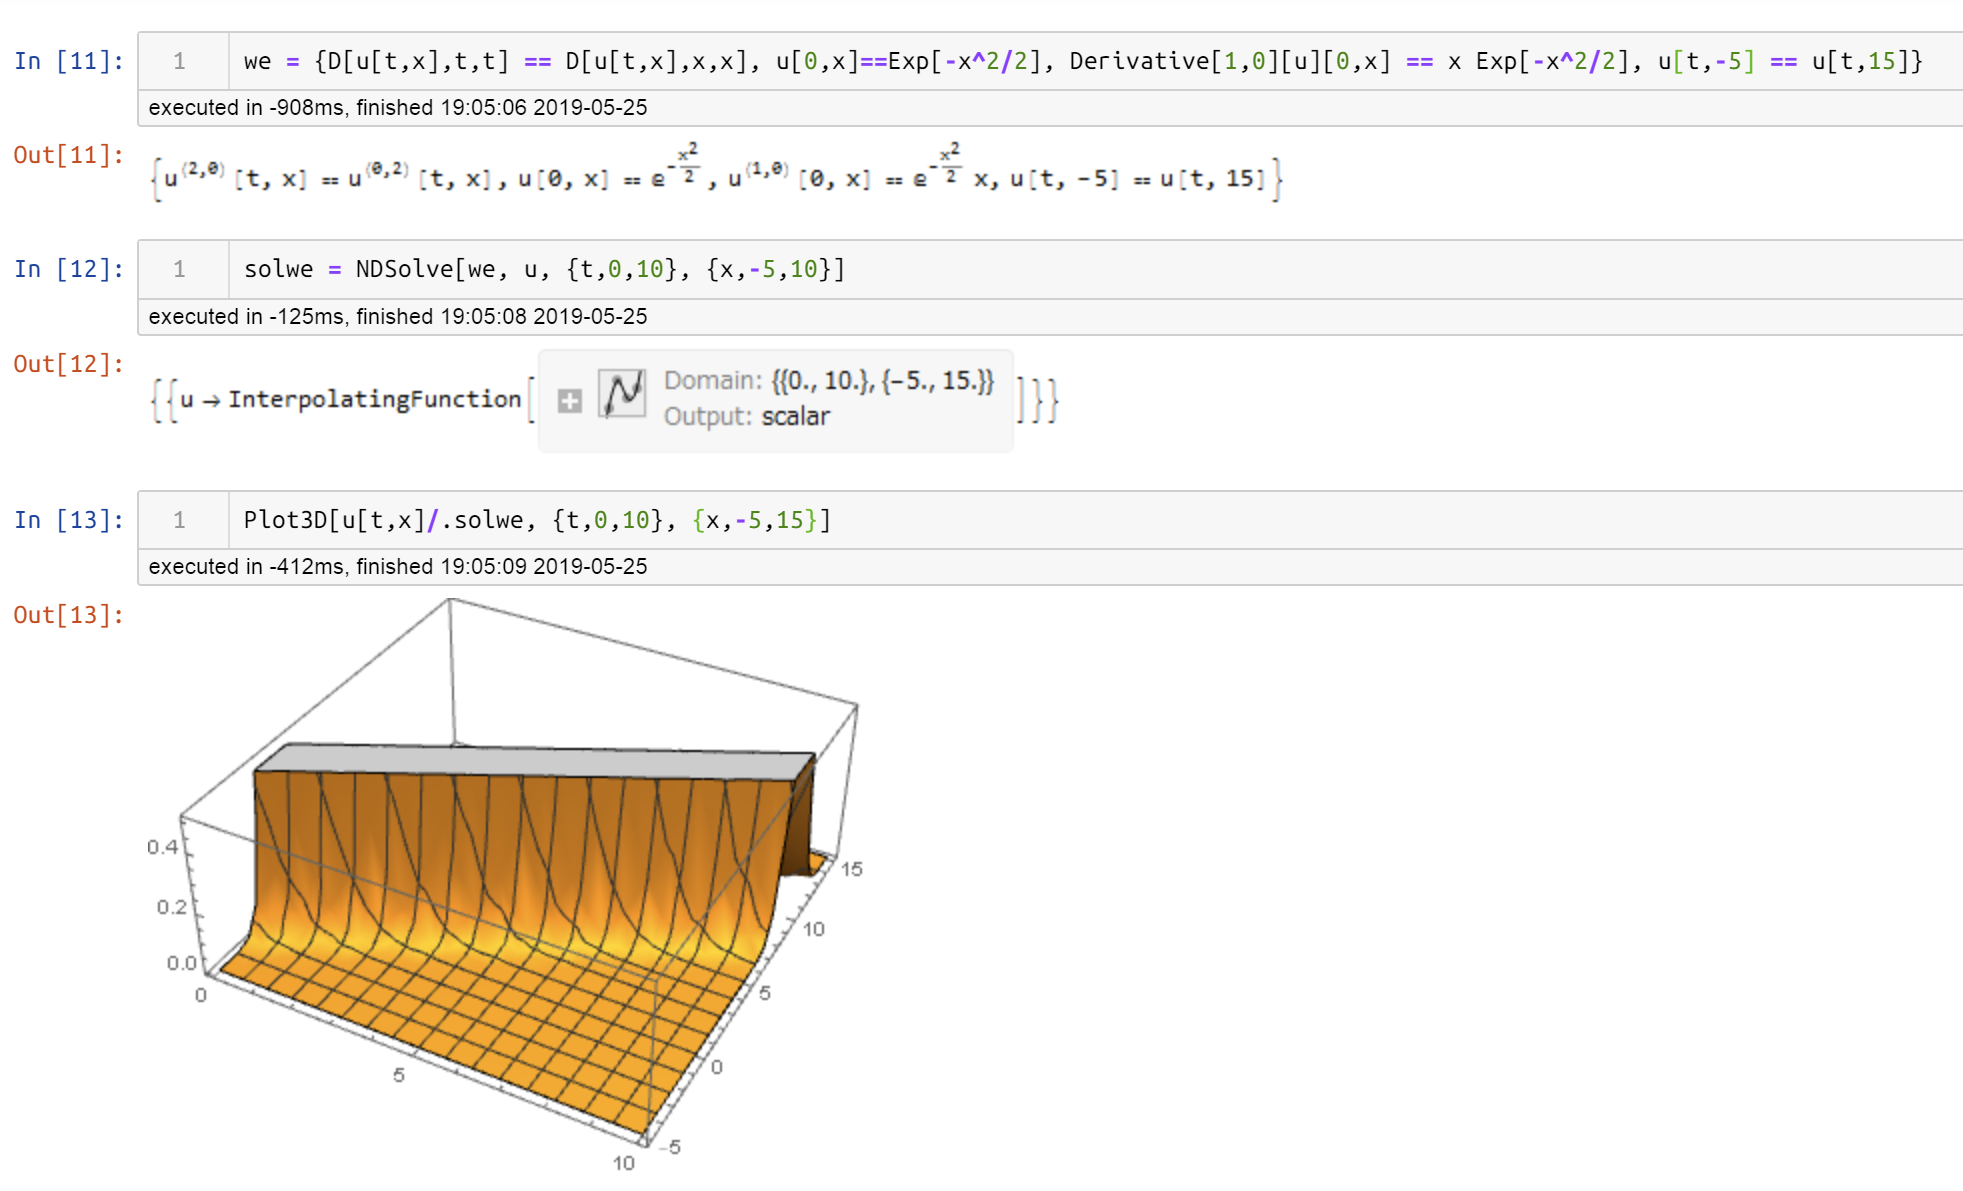 In [11]: 1 we = {D[u[t,x],t,t] == D[u[t,x],x,x], u[0,x]==Exp[-x^2/2], Derivative[1,0][u][0,x] == x Exp[-x^2/2], u[t,-5] == u[t,15]}
executed in -908ms, finished 19:05:06 2019-05-25
Out[11]: {u^(2,0)[t, x] == u^(0,2)[t, x], u[0, x] == e^(-x^2/2), u^(1,0)[0, x] == e^(-x^2/2) x, u[t, -5] == u[t, 15]}
In [12]: 1 solwe = NDSolve[we, u, {t,0,10}, {x,-5,10}]
executed in -125ms, finished 19:05:08 2019-05-25
Out[12]: {{u → InterpolatingFunction[ Domain: {{0., 10.}, {-5., 15.}}
Output: scalar ]}}
In [13]: 1 Plot3D[u[t,x]/.solwe, {t,0,10}, {x,-5,15}]
executed in -412ms, finished 19:05:09 2019-05-25
Out[13]:
0.4
0.2
0.0
0
5
10
15
10
5
0
-5